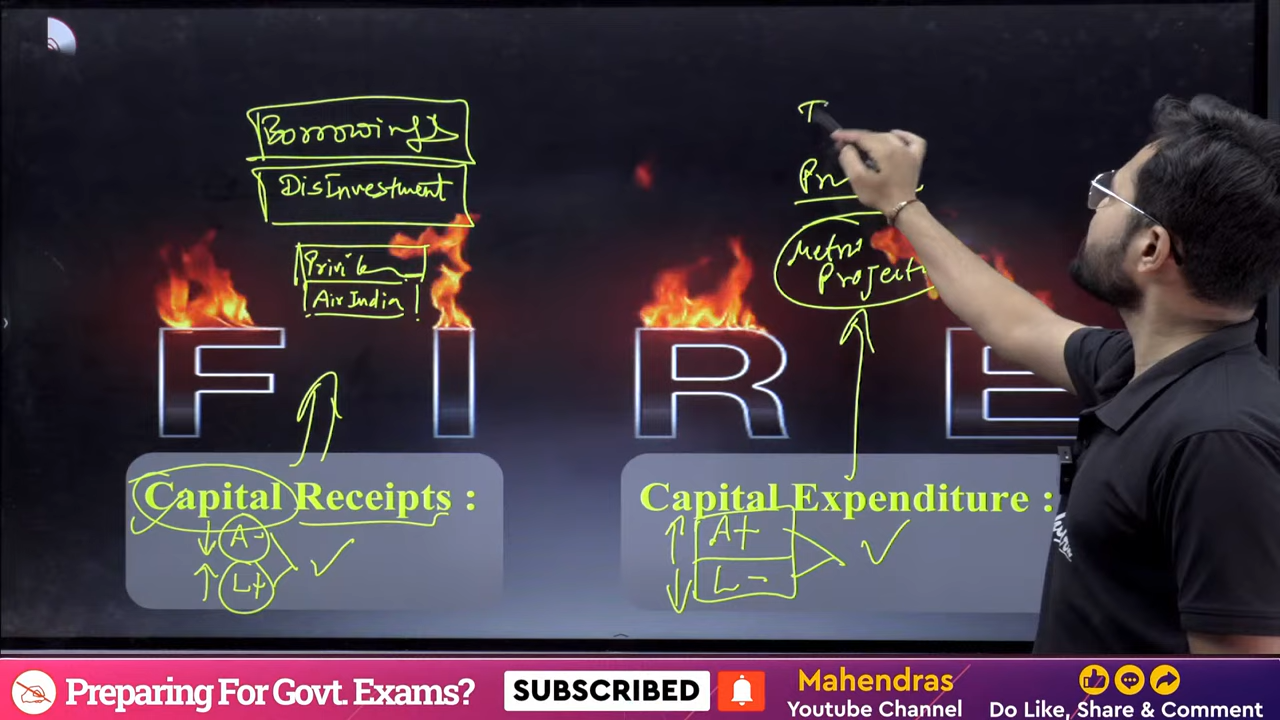 Borrowings
DisInvestment
Air India
Metro
Project
F I R E
Capital Receipts :
A-
L+
Capital Expenditure :
A+
L-
Preparing For Govt. Exams?
SUBSCRIBED
Mahendras
Youtube Channel
Do Like, Share & Comment